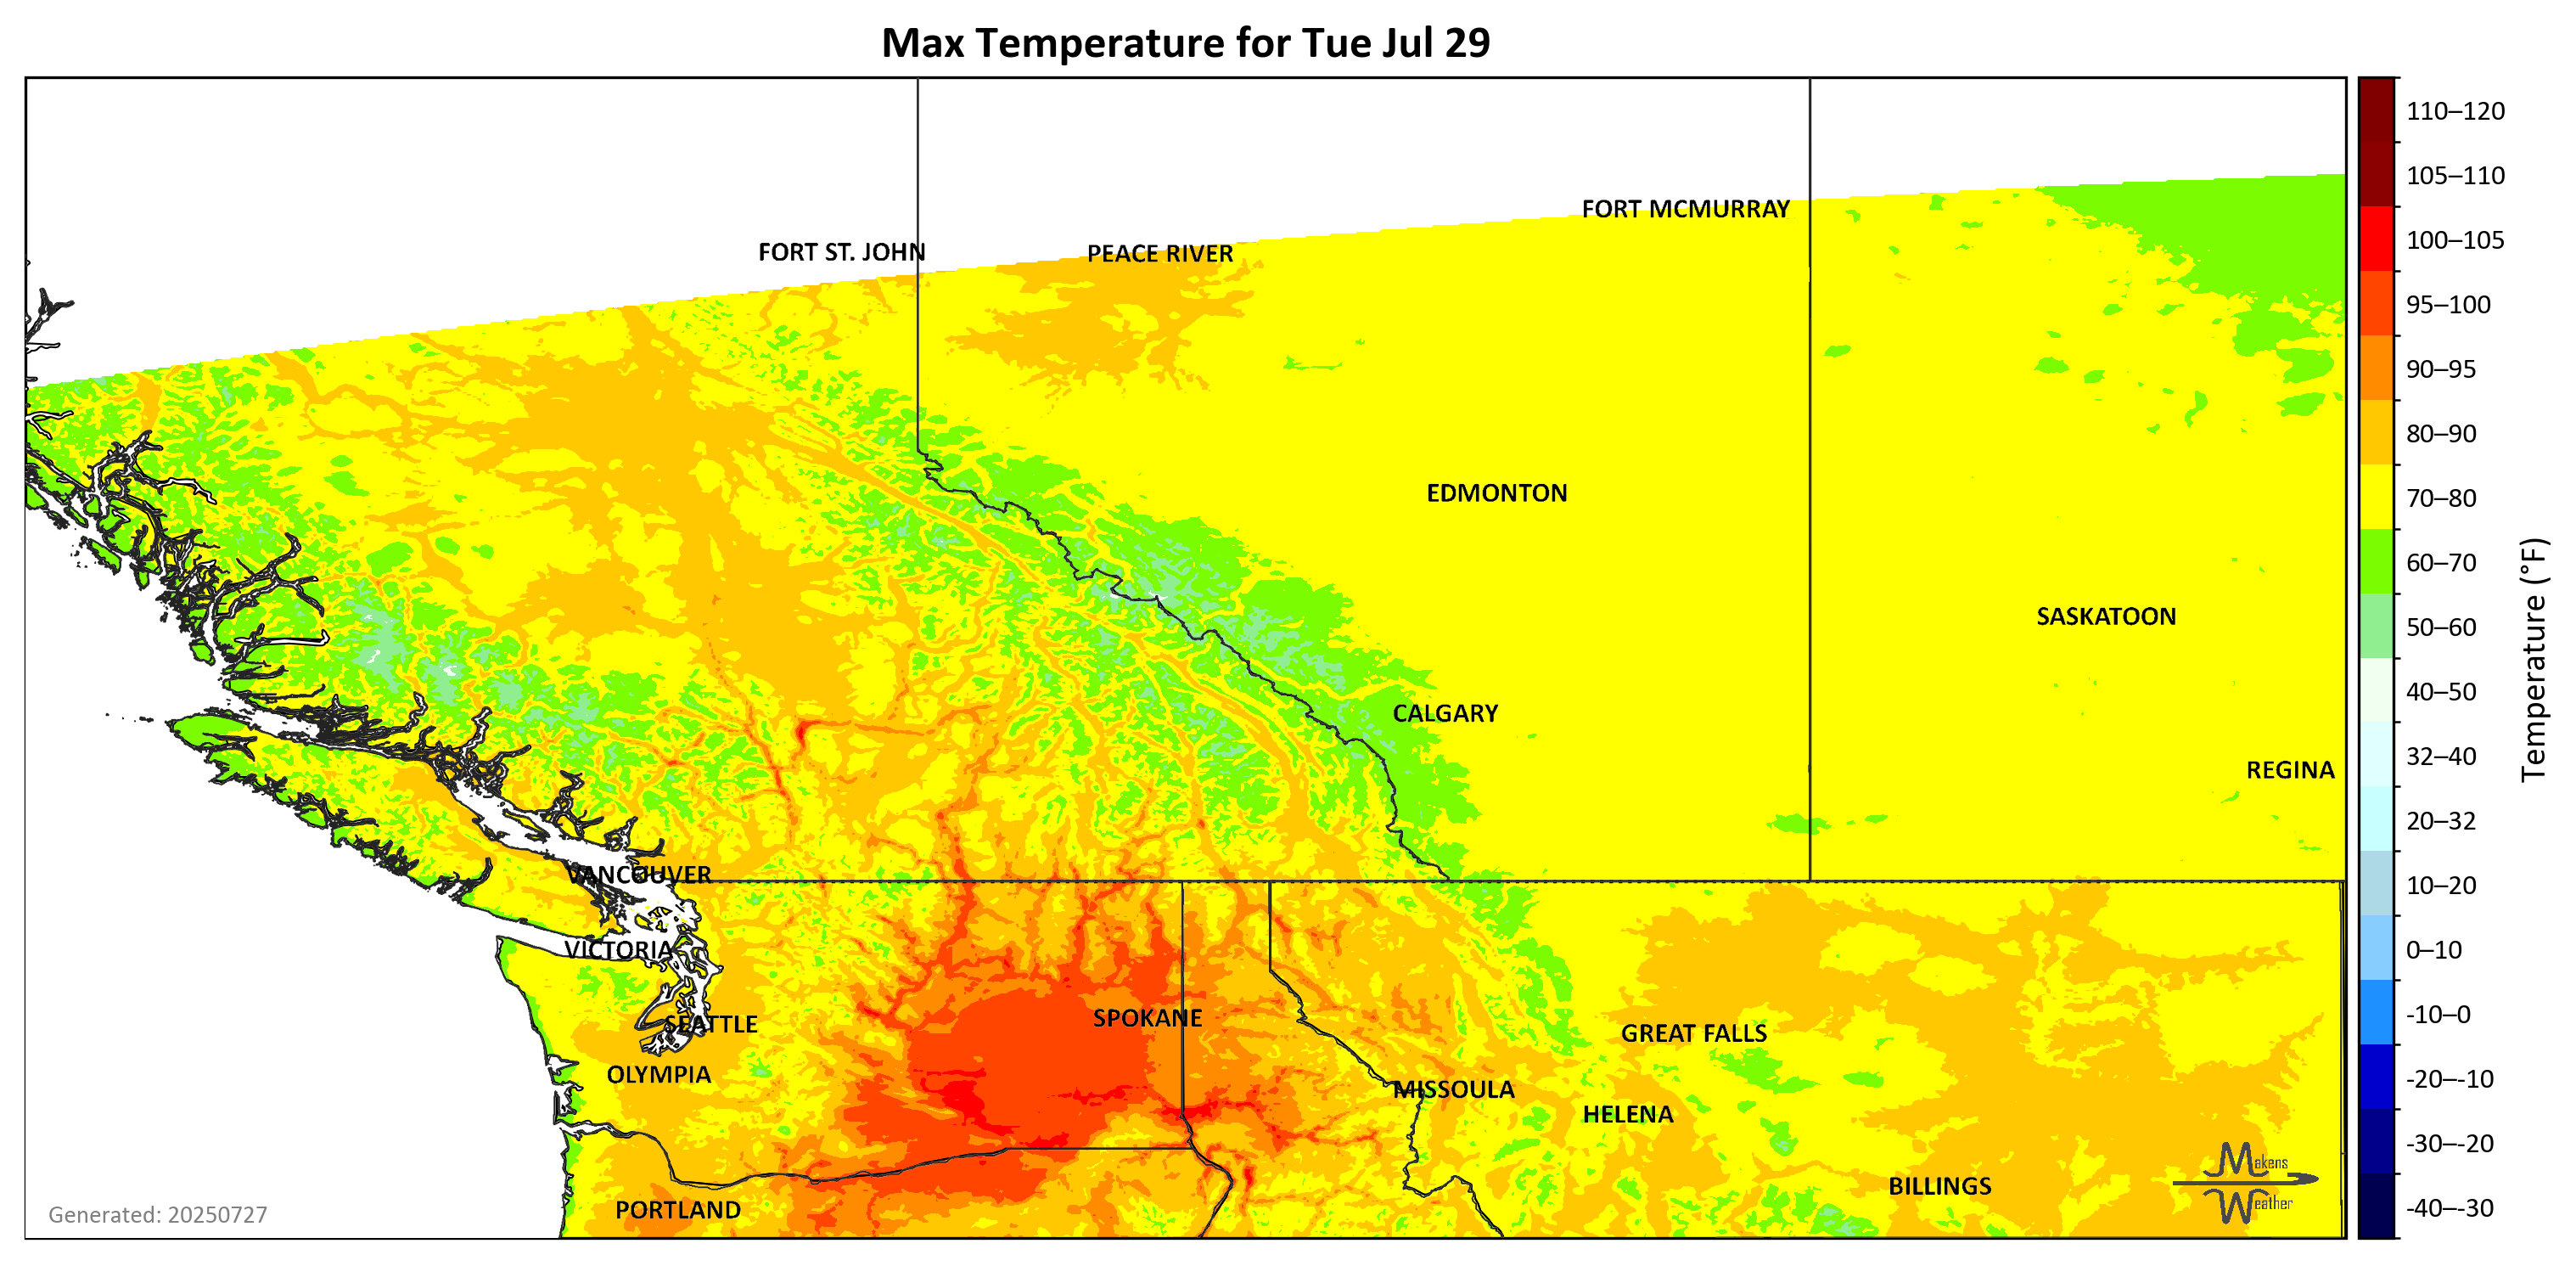 Max Temperature for Tue Jul 29
110–120
105–110
100–105
95–100
90–95
80–90
70–80
60–70
50–60
40–50
32–40
20–32
10–20
0–10
-10–0
-20–-10
-30–-20
-40–-30
Temperature (°F)
FORT MCMURRAY
FORT ST. JOHN
PEACE RIVER
EDMONTON
SASKATOON
CALGARY
REGINA
VANCOUVER
VICTORIA
SEATTLE
SPOKANE
GREAT FALLS
OLYMPIA
MISSOULA
HELENA
BILLINGS
PORTLAND
Makens
Weather
Generated: 20250727